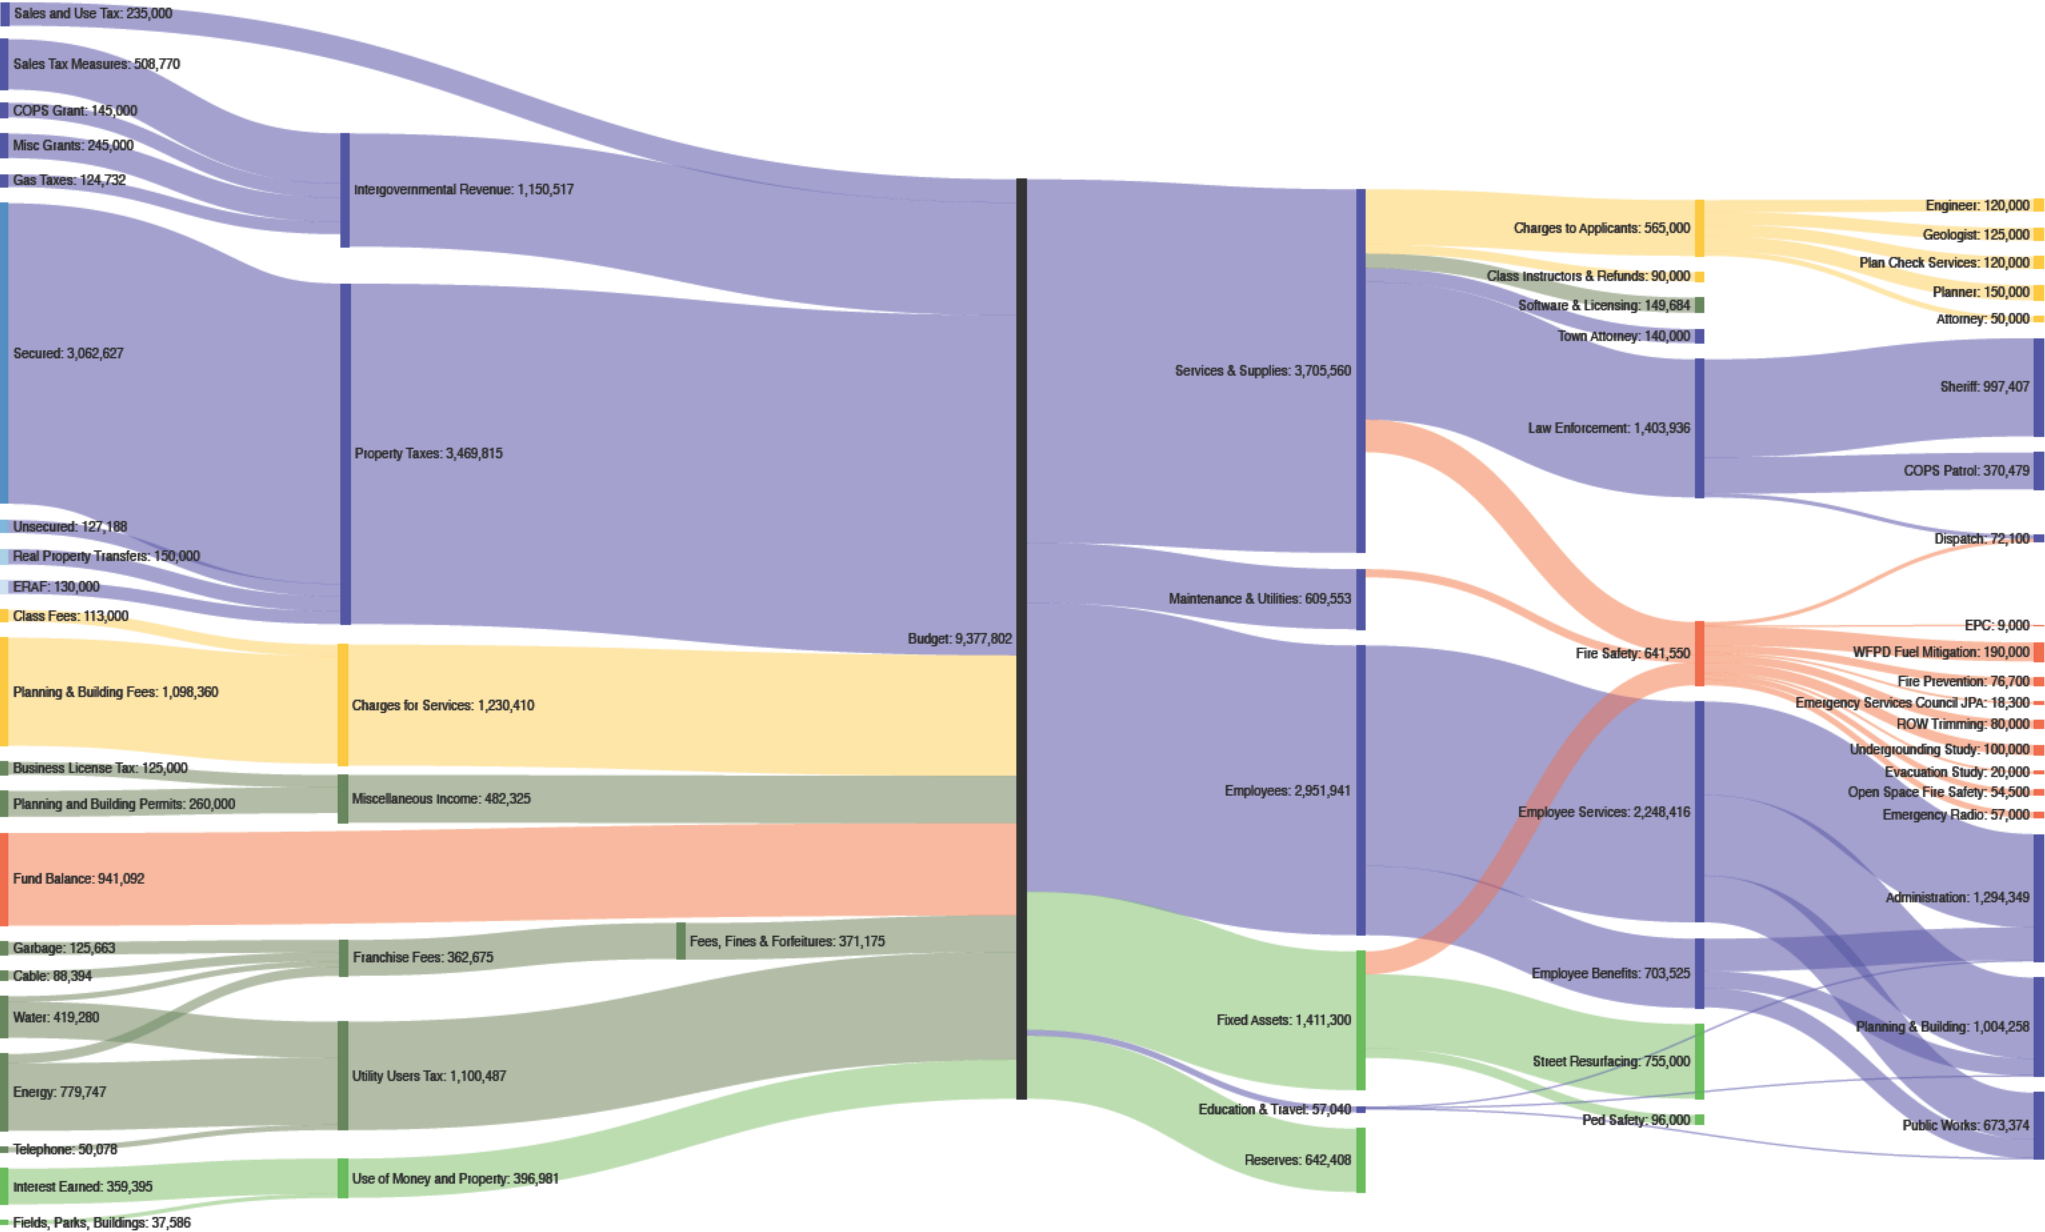 Sales and Use Tax: 235,000
Sales Tax Measures: 508,770
COPS Grant: 145,000
Misc Grants: 245,000
Gas Taxes: 124,732
Secured: 3,062,627
Unsecured: 127,188
Real Property Transfers: 150,000
ERAF: 130,000
Class Fees: 113,000
Planning & Building Fees: 1,098,360
Business License Tax: 125,000
Planning and Building Permits: 260,000
Fund Balance: 941,092
Garbage: 125,663
Cable: 88,394
Water: 419,280
Energy: 779,747
Telephone: 50,078
Interest Earned: 359,395
Fields, Parks, Buildings: 37,586
Intergovernmental Revenue: 1,150,517
Property Taxes: 3,469,815
Charges for Services: 1,230,410
Miscellaneous Income: 482,325
Franchise Fees: 362,675
Utility Users Tax: 1,100,487
Use of Money and Property: 396,981
Fees, Fines & Forfeitures: 371,175
Budget: 9,377,802
Services & Supplies: 3,705,560
Maintenance & Utilities: 609,553
Employees: 2,951,941
Fixed Assets: 1,411,300
Education & Travel: 57,040
Reserves: 642,408
Charges to Applicants: 565,000
Class Instructors & Refunds: 90,000
Software & Licensing: 149,684
Town Attorney: 140,000
Law Enforcement: 1,403,936
Fire Safety: 641,550
Employee Services: 2,248,416
Employee Benefits: 703,525
Street Resurfacing: 755,000
Ped Safety: 96,000
Engineer: 120,000
Geologist: 125,000
Plan Check Services: 120,000
Planner: 150,000
Attorney: 50,000
Sheriff: 997,407
COPS Patrol: 370,479
Dispatch: 72,100
EPC: 9,000
WFPD Fuel Mitigation: 190,000
Fire Prevention: 76,700
Emergency Services Council JPA: 18,300
ROW Trimming: 80,000
Undergrounding Study: 100,000
Evacuation Study: 20,000
Open Space Fire Safety: 54,500
Emergency Radio: 57,000
Administration: 1,294,349
Planning & Building: 1,004,258
Public Works: 673,374